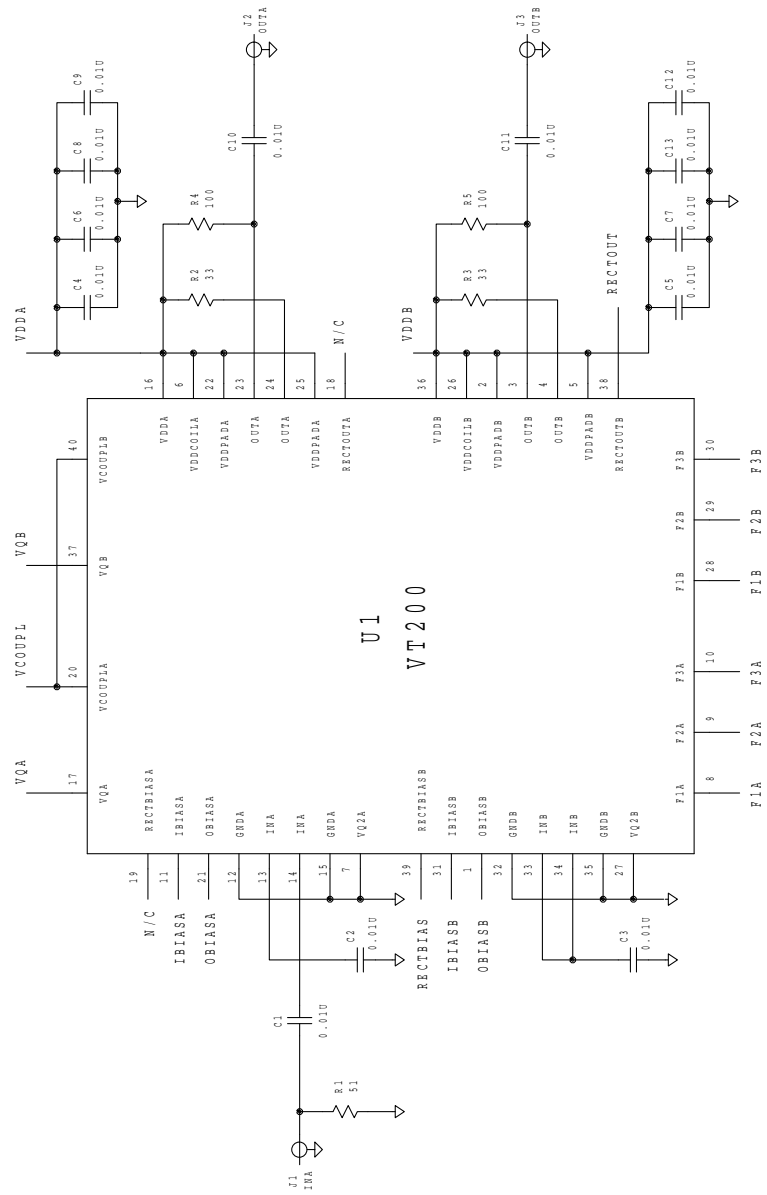 J2
OUTA
J3
OUTB
C9
0.01U
C8
0.01U
C6
0.01U
C4
0.01U
C10
0.01U
R4
100
R2
33
C11
0.01U
R5
100
R3
33
C12
0.01U
C13
0.01U
C7
0.01U
C5
0.01U
VDDA
N/C
VDDB
RECTOUT
16
6
22
23
24
25
18
36
26
2
3
4
5
38
VDDA
VDDCOILA
VDDPADA
OUTA
OUTA
VDDPADA
RECTOUTA
VDDB
VDDCOILB
VDDPADB
OUTB
OUTB
VDDPADB
RECTOUTB
VQA
VCOUPL
VQB
17
20
37
40
VQA
VCOUPLA
VQB
VCOUPLB
U1
VT200
F1A
F2A
F3A
F1B
F2B
F3B
8
9
10
28
29
30
F1A
F2A
F3A
F1B
F2B
F3B
RECTBIASA
IBIASA
OBIASA
GNDA
INA
INA
GNDA
VQ2A
RECTBIASB
IBIASB
OBIASB
GNDB
INB
INB
GNDB
VQ2B
19
11
21
12
13
14
15
7
39
31
1
32
33
34
35
27
N/C
IBIASA
OBIASA
RECTBIAS
IBIASB
OBIASB
C2
0.01U
C3
0.01U
C1
0.01U
R1
51
J1
INA